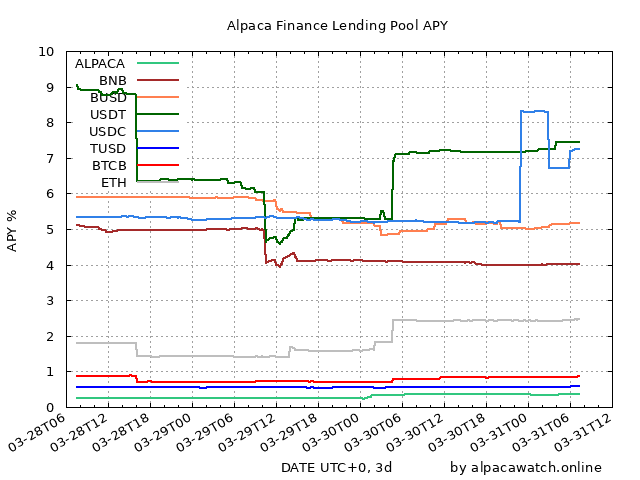 Alpaca Finance Lending Pool APY
10
9
8
7
6
5
4
3
2
1
0
APY %
ALPACA
BNB
BUSD
USDT
USDC
TUSD
BTCB
ETH
03-28T06
03-28T12
03-28T18
03-29T00
03-29T06
03-29T12
03-29T18
03-30T00
03-30T06
03-30T12
03-30T18
03-31T00
03-31T06
03-31T12
DATE UTC+0, 3d
by alpacawatch.online